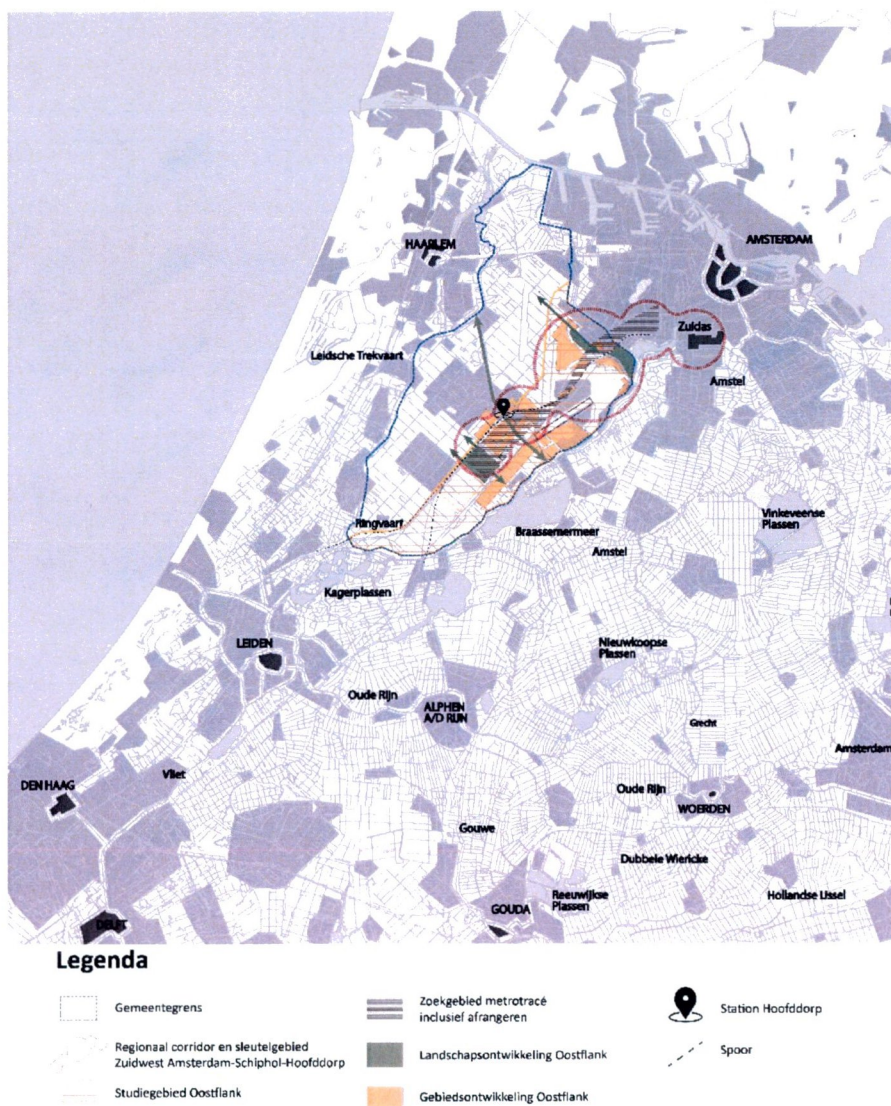 HAARLEM
AMSTERDAM
Zuidas
Leidsche Trekvaart
Amstel
Ringvaart
Braassemermeer
Vinkeveense
Plassen
Amstel
Kagerplassen
LEIDEN
Nieuwkoopse
Plassen
Oude Rijn
ALPHEN
A/D RIJN
Grecht
Amsterdam
DEN HAAG
Vliet
Oude Rijn
WOERDEN
Gouwe
Dubbele Wiericke
Reeuwijkse
Plassen
Hollandse IJssel
GOUDA
DELFT
Legenda
Gemeentegrens
Regionaal corridor en sleutelgebied
Zuidwest Amsterdam-Schiphol-Hoofddorp
Studiegebied Oostflank
Zoekgebied metrotracé
inclusief afrangeren
Landschapsontwikkeling Oostflank
Gebiedsontwikkeling Oostflank
Station Hoofddorp
Spoor